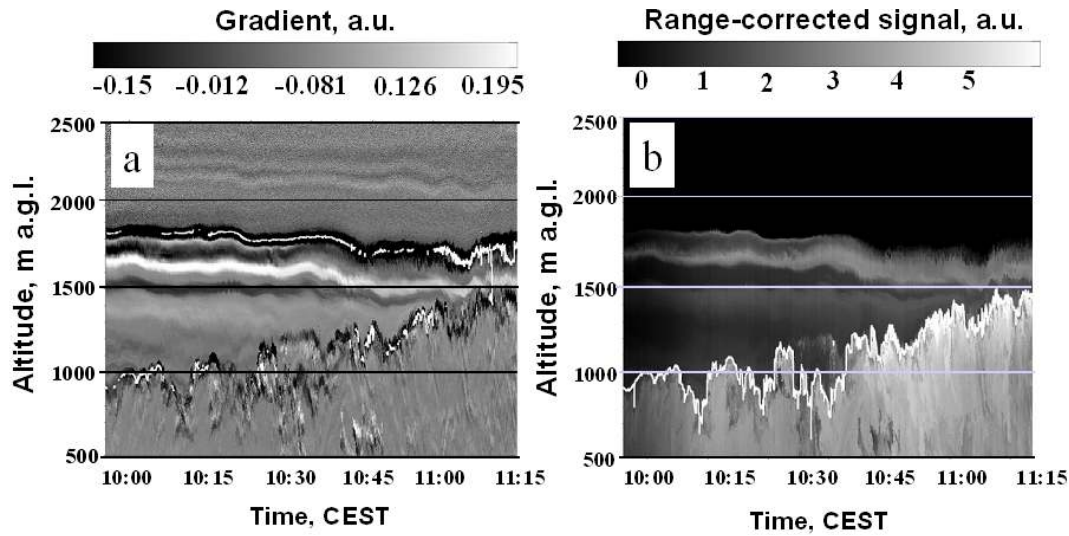 Gradient, a.u.
-0.15 -0.012 -0.081 0.126 0.195
a
2500
2000
1500
1000
500
Altitude, m a.g.l.
10:00 10:15 10:30 10:45 11:00 11:15
Time, CEST
Range-corrected signal, a.u.
0 1 2 3 4 5
b
2500
2000
1500
1000
500
Altitude, m a.g.l.
10:00 10:15 10:30 10:45 11:00 11:15
Time, CEST